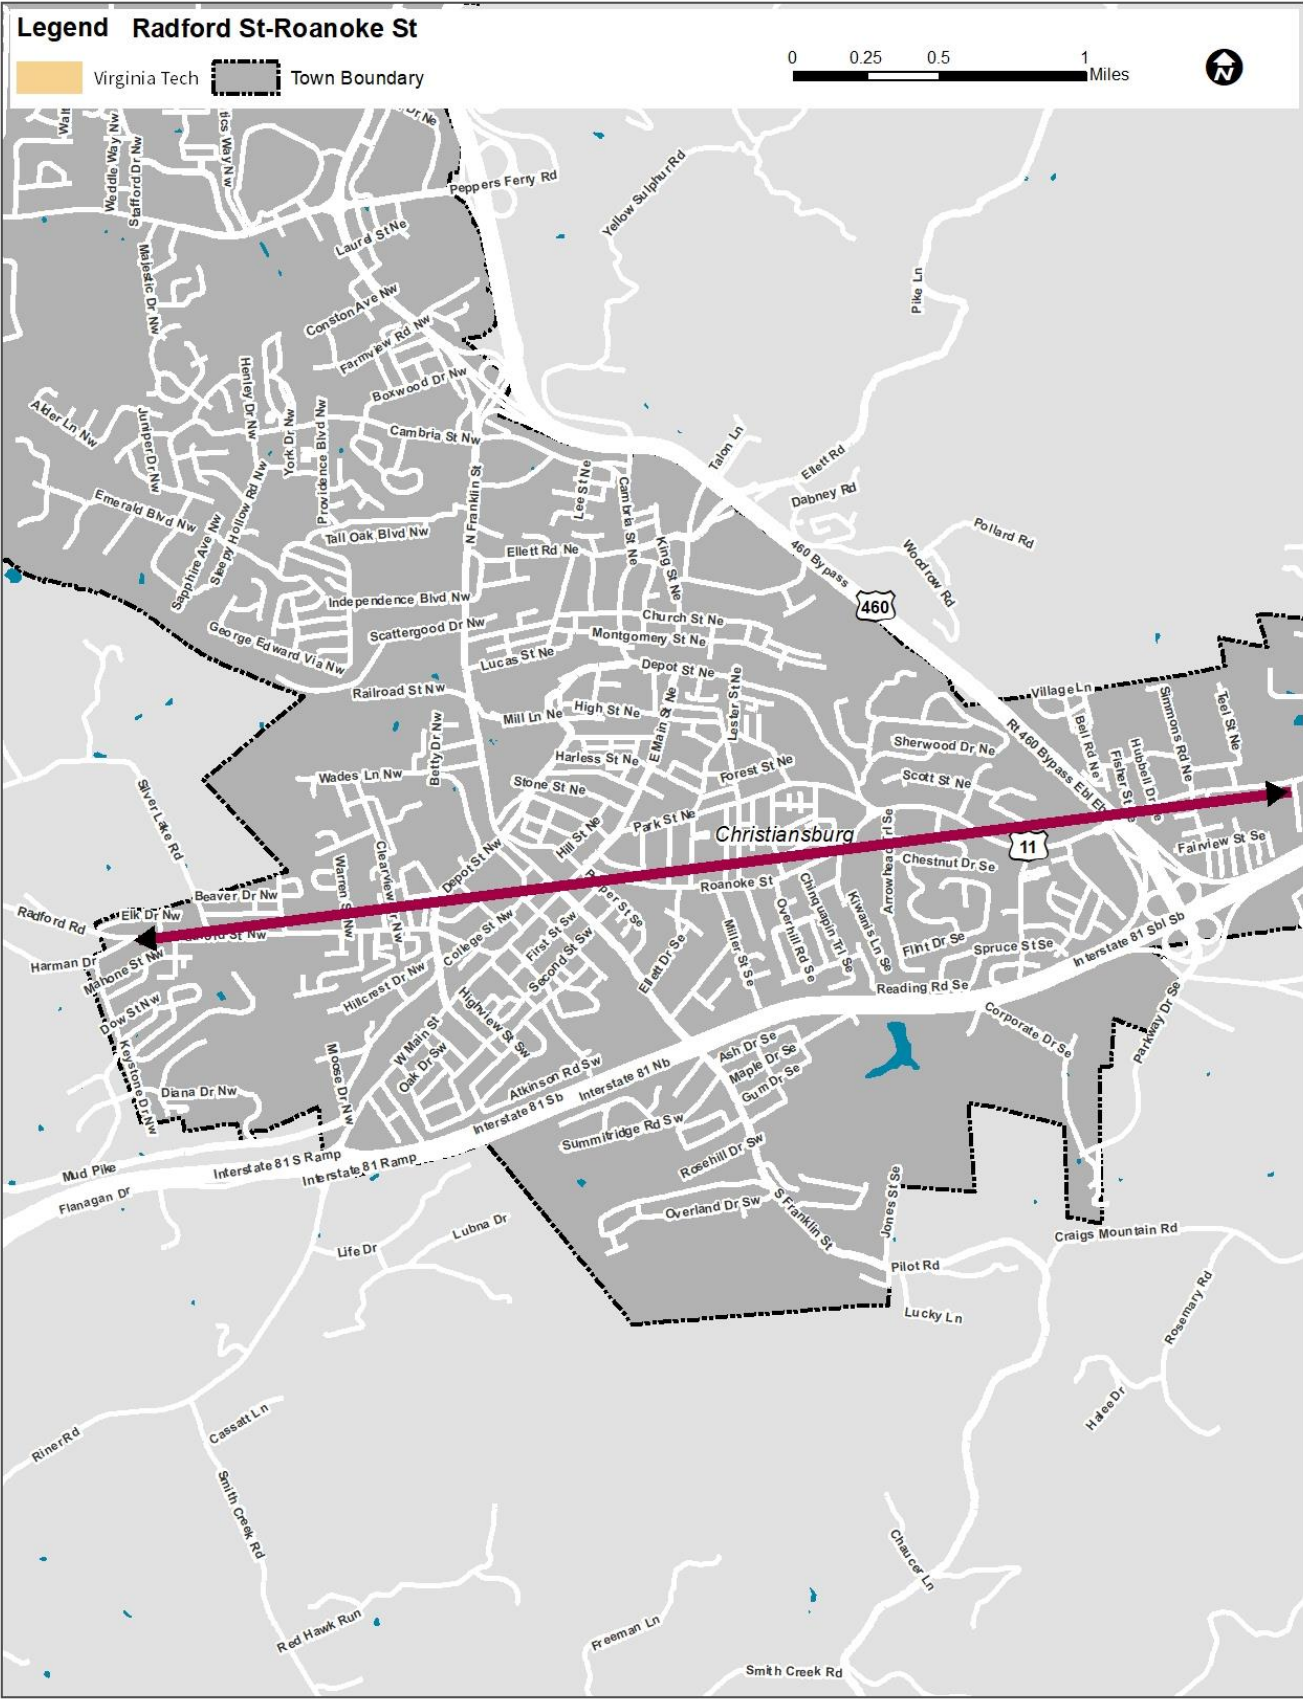 Legend Radford St-Roanoke St
Virginia Tech
Town Boundary
0 0.25 0.5 1
Miles
N
Dr Ne
Weddle Way Nw
Stafford Dr Nw
Peppers Ferry Rd
Yellow Sulphur Rd
Laurel St Ne
Majestic Dr Nw
Pike Ln
Conston Ave Nw
Farmview Rd Nw
Boxwood Dr Nw
Henley Dr Nw
Alder Ln Nw
Juniper Dr Nw
York Dr Nw
Providence Blvd Nw
Cambria St Nw
Talon Ln
Ellett Rd
Dabney Rd
N Franklin St
Lee St Ne
Cambria St Ne
Emerald Blvd Nw
Sleepy Hollow Rd Nw
Sapphire Ave Nw
Tall Oak Blvd Nw
Ellett Rd Ne
King St Ne
460 Bypass
Pollard Rd
Woodrow Rd
460
Independence Blvd Nw
Church St Ne
George Edward Via Nw
Scattergood Dr Nw
Montgomery St Ne
Lucas St Ne
Depot St Ne
Railroad St Nw
Village Ln
Mill Ln Ne
High St Ne
E Main St Ne
Lester St Ne
Betty Dr Nw
Bell Rd Ne
Simmons Rd Ne
Teel St Ne
Rt 460 Bypass Ebl
Sherwood Dr Ne
Hubbell Dr
Fisher St
Harless St Ne
Forest St Ne
Wades Ln Nw
Stone St Ne
Scott St Ne
Silver Lake Rd
Park St Ne
Christiansburg
Hill St Ne
11
Fairview St Se
Depot St Nw
Chestnut Dr Se
Roanoke St
Beaver Dr Nw
Elk Dr Nw
Radford Rd
College St Nw
First St Sw
Second St Sw
Miller St Se
Overhill Rd Se
Chinquapin Trl Se
Kiwanis Ln Se
Flint Dr Se
Spruce St Se
Interstate 81 Sbl Sb
Harman Dr
Mahone St Nw
Hillcrest Dr Nw
Ellett Dr Se
Reading Rd Se
Dow St Nw
Highview St Sw
W Main St
Oak Dr Sw
Corporate Dr Se
Parkway Dr Se
Keystone Dr Nw
Moose Dr Nw
Ash Dr Se
Maple Dr Se
Gum Dr Se
Atkinson Rd Sw
Interstate 81 Nb
Diana Dr Nw
Interstate 81 Sb
Summitridge Rd Sw
Rosehill Dr Sw
Mud Pike
Interstate 81 S Ramp
Interstate 81 Ramp
Flanagan Dr
Overland Dr Sw
S Franklin St
Jones St Se
Lubna Dr
Life Dr
Craigs Mountain Rd
Pilot Rd
Lucky Ln
Rosemary Rd
Halee Dr
Cassatt Ln
Riner Rd
Smith Creek Rd
Chaucer Ln
Red Hawk Run
Freeman Ln
Smith Creek Rd